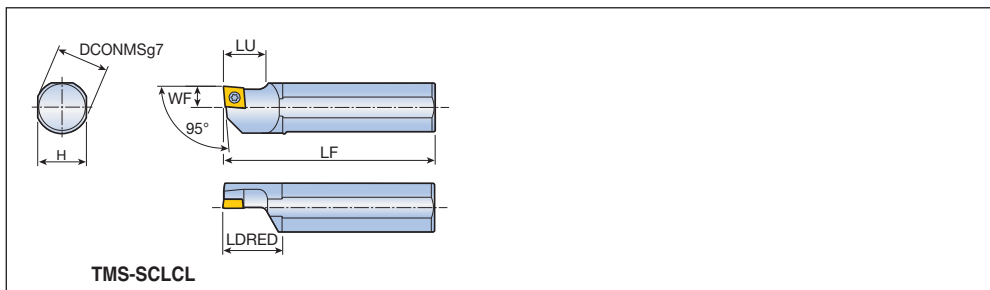 DCONMSg7
LU
WF
95°
H
LF
LDRED
TMS-SCLCL